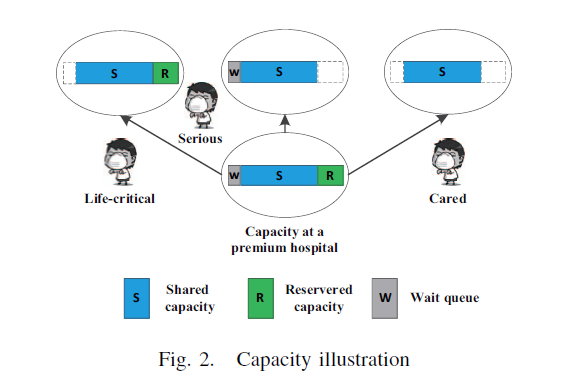 S R
W S
S
Serious
Life-critical
W S R
Cared
Capacity at a
premium hospital
S Shared
capacity
R Reservered
capacity
W Wait queue
Fig. 2. Capacity illustration